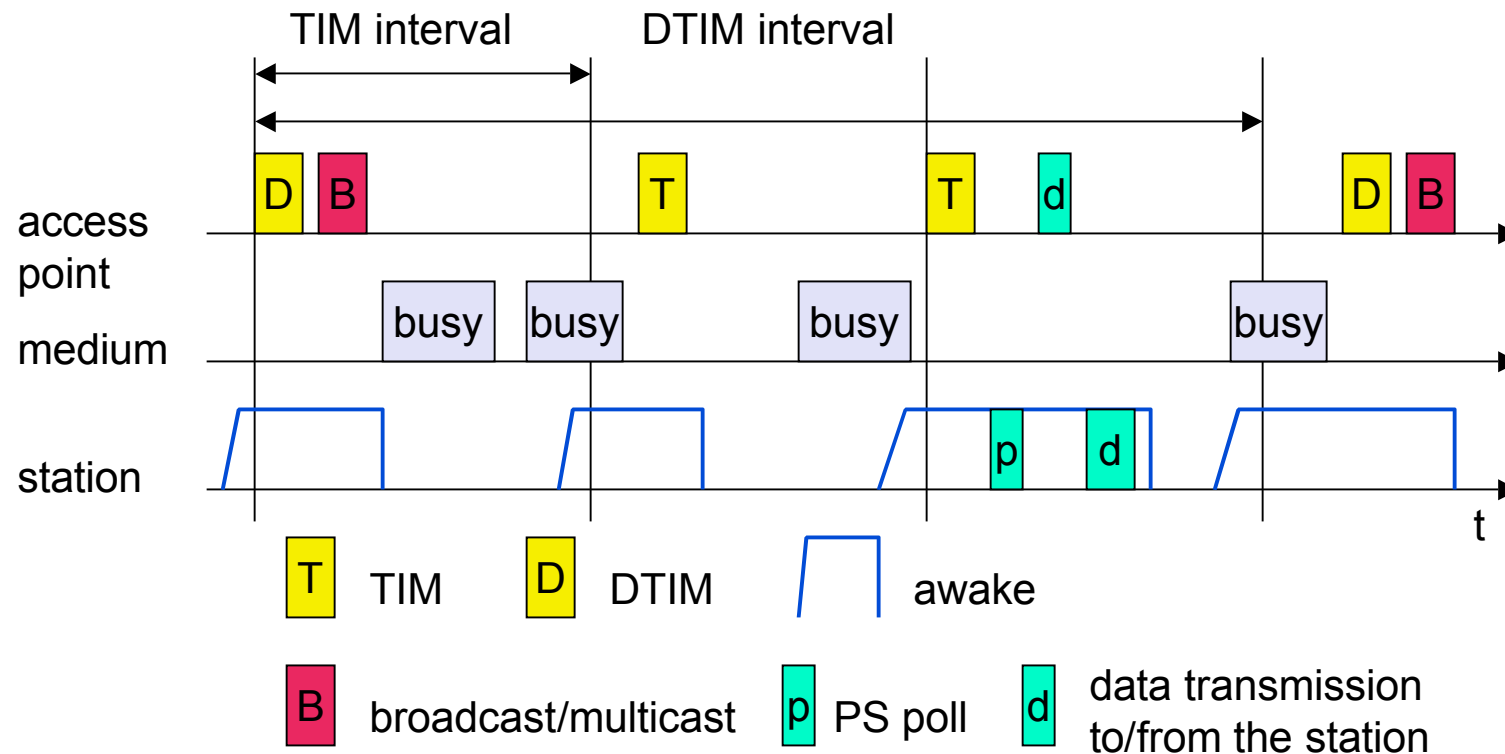 TIM interval DTIM interval
D B T T d D B
access
point
busy busy busy busy
medium
p d
station
t
T TIM D DTIM awake
B broadcast/multicast p PS poll d data transmission
to/from the station